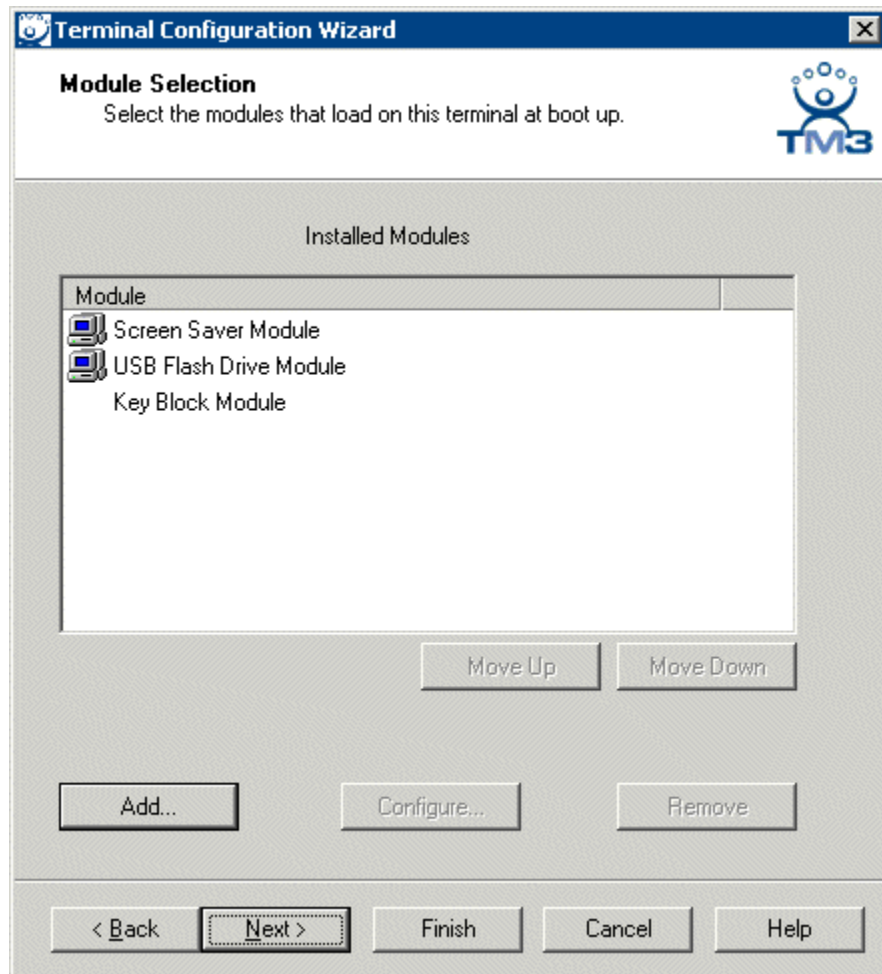 Terminal Configuration Wizard
Module Selection
Select the modules that load on this terminal at boot up.
TM3
Installed Modules
Module
Screen Saver Module
USB Flash Drive Module
Key Block Module
Move Up Move Down
Add... Configure... Remove
< Back Next > Finish Cancel Help